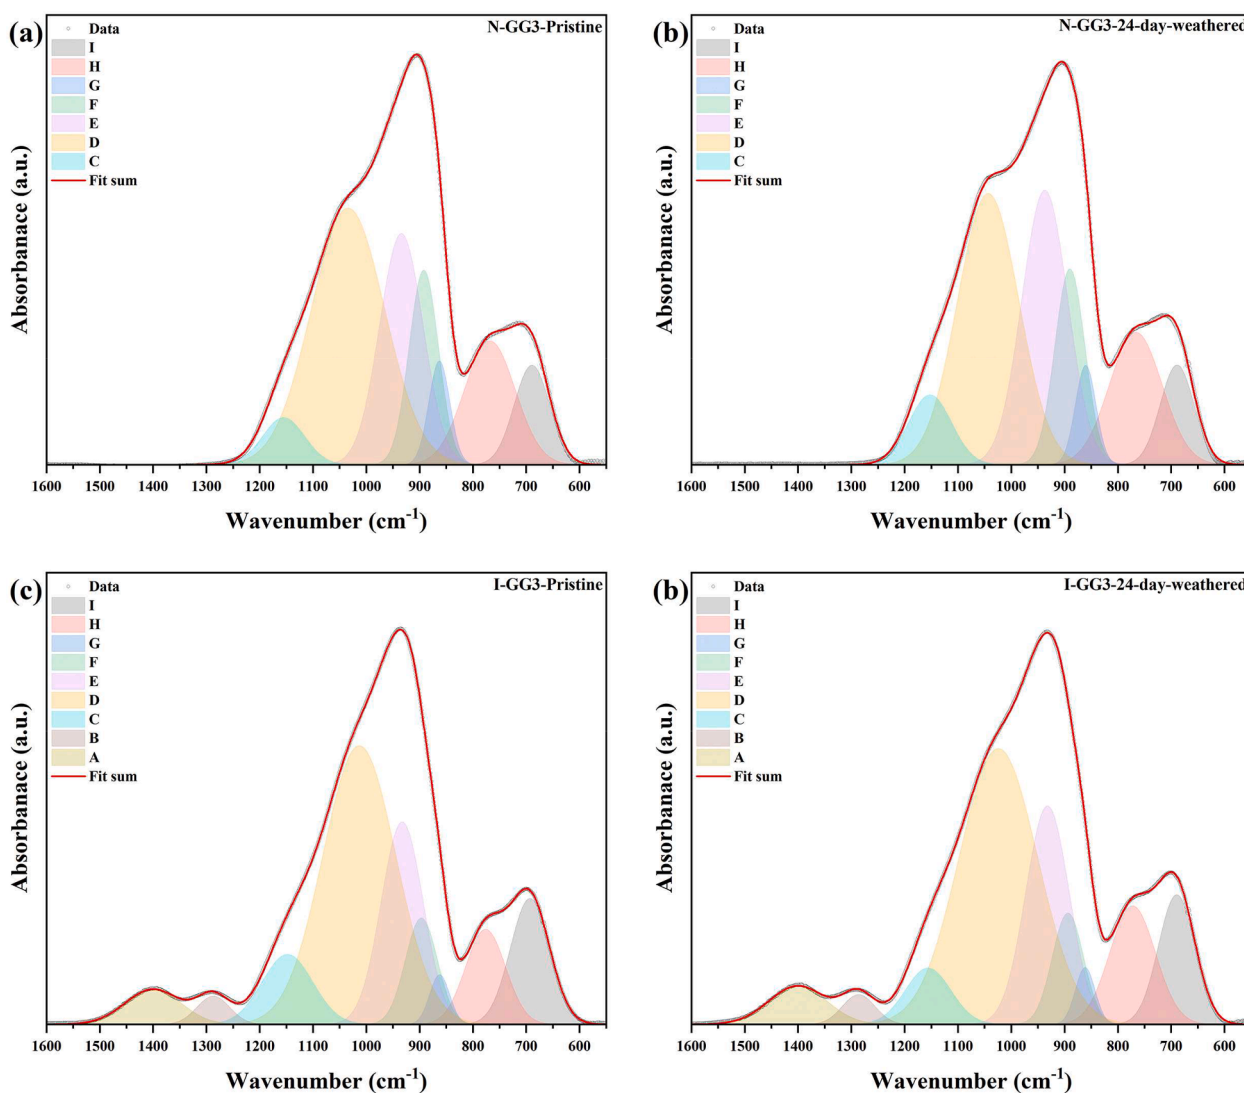 (a)
N-GG3-Pristine
Data
I
H
G
F
E
D
C
Fit sum
Absorbanace (a.u.)
1600 1500 1400 1300 1200 1100 1000 900 800 700 600
Wavenumber (cm-1)
(b)
N-GG3-24-day-weathered
Data
I
H
G
F
E
D
C
Fit sum
Absorbanace (a.u.)
1600 1500 1400 1300 1200 1100 1000 900 800 700 600
Wavenumber (cm-1)
(c)
I-GG3-Pristine
Data
I
H
G
F
E
D
C
B
A
Fit sum
Absorbanace (a.u.)
1600 1500 1400 1300 1200 1100 1000 900 800 700 600
Wavenumber (cm-1)
(b)
I-GG3-24-day-weathered
Data
I
H
G
F
E
D
C
B
A
Fit sum
Absorbanace (a.u.)
1600 1500 1400 1300 1200 1100 1000 900 800 700 600
Wavenumber (cm-1)